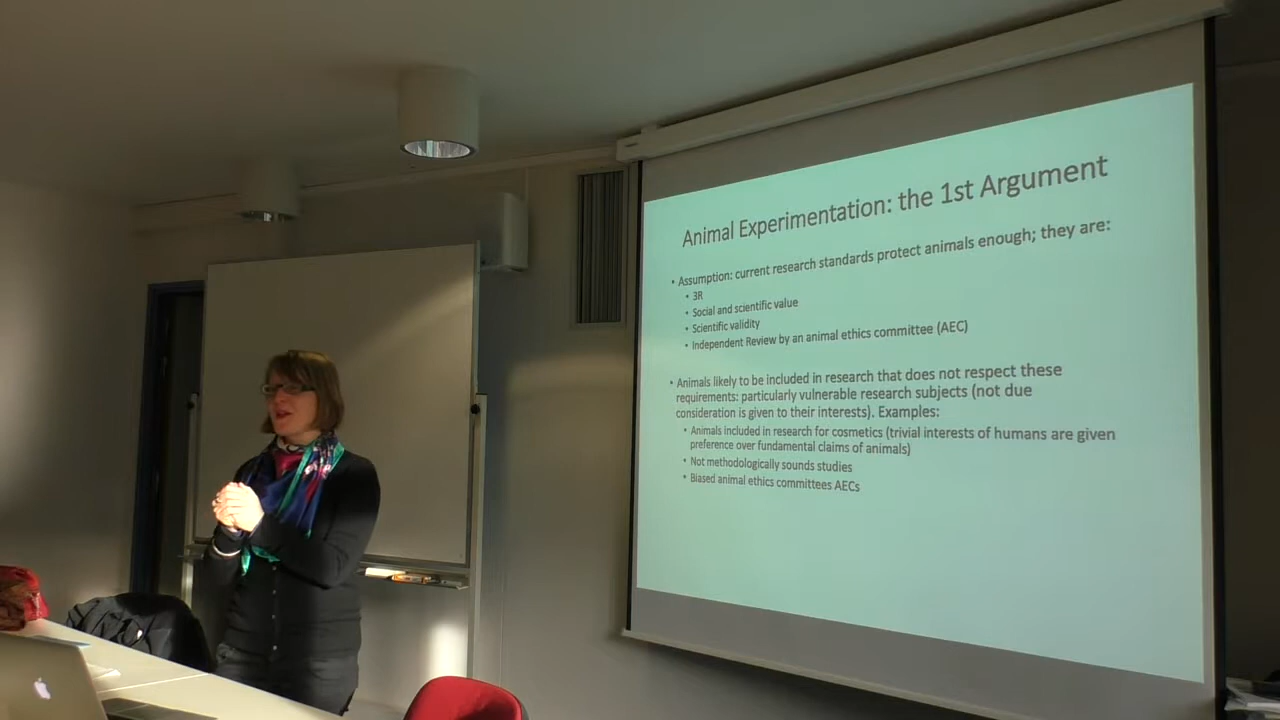 Animal Experimentation: the 1st Argument
• Assumption: current research standards protect animals enough; they are:
• 3R
• Social and scientific value
• Scientific validity
• Independent Review by an animal ethics committee (AEC)
• Animals likely to be included in research that does not respect these
requirements: particularly vulnerable research subjects (not due
consideration is given to their interests). Examples:
• Animals included in research for cosmetics (trivial interests of humans are given
preference over fundamental claims of animals)
• Not methodologically sounds studies
• Biased animal ethics committees AECs